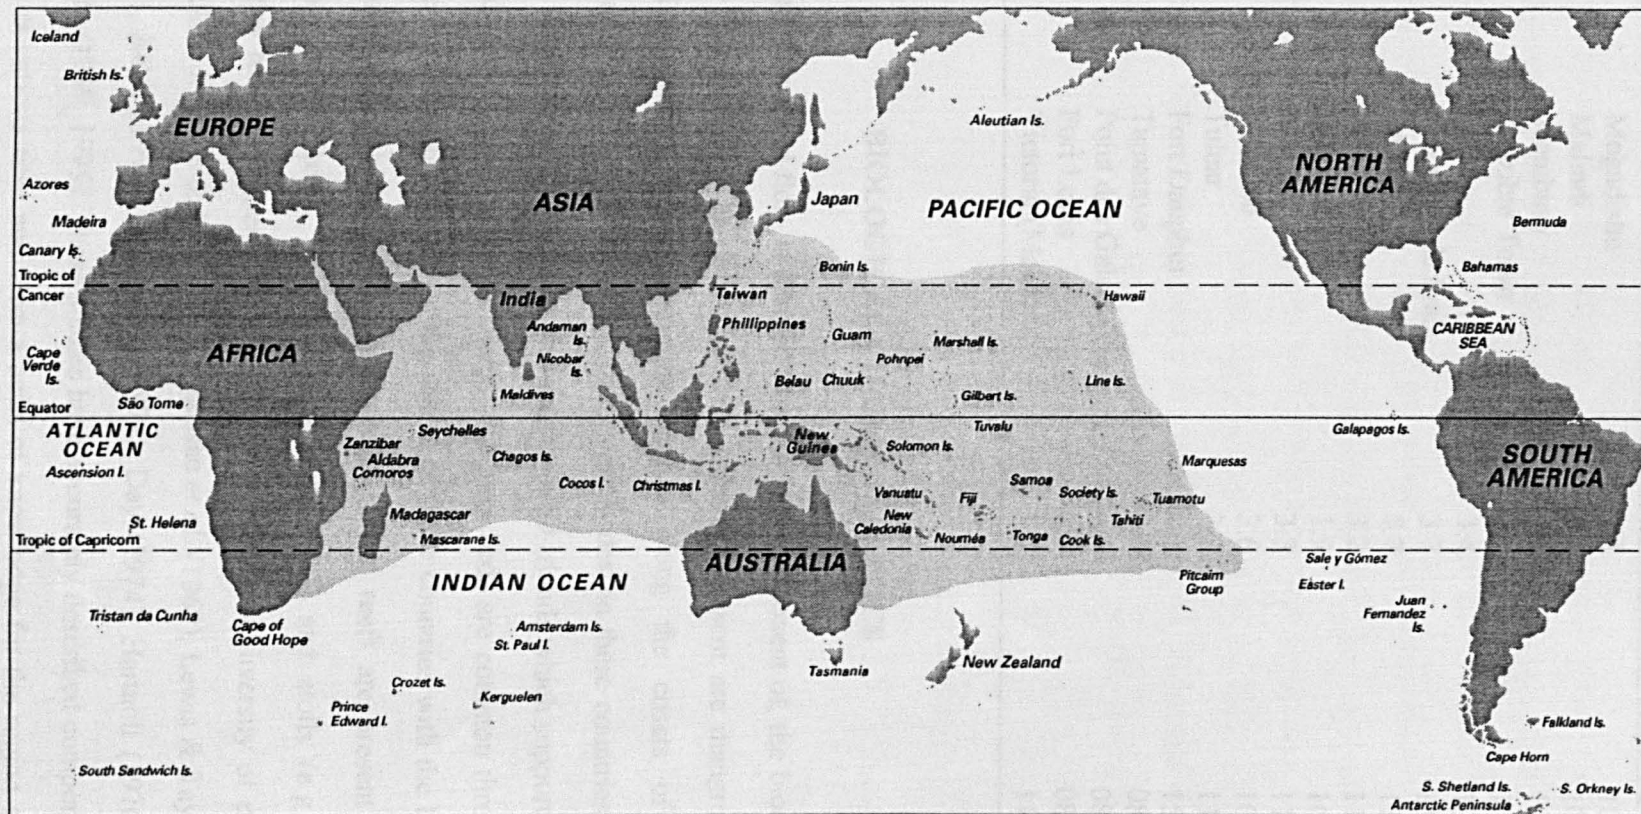 Iceland
British Is.
EUROPE
Aleutian Is.
NORTH
AMERICA
Azores
Madeira
Canary Is.
ASIA
Japan
PACIFIC OCEAN
Bermuda
Tropic of
Cancer
Bonin Is.
Bahamas
India
Taiwan
Hawaii
Andaman
Is.
Phillippines
Guam
Marshall Is.
CARIBBEAN
SEA
AFRICA
Cape
Verde
Is.
Nicobar
Is.
Pohnpei
Belau
Chuuk
Line Is.
Maldives
Gilbert Is.
São Tome
Equator
ATLANTIC
OCEAN
Seychelles
Tuvalu
Galapagos Is.
Zanzibar
Aldabra
Comoros
Chagos Is.
New
Guinea
Solomon Is.
Marquesas
SOUTH
AMERICA
Ascension I.
Cocos I.
Christmas I.
Samoa
Society Is.
Tuamotu
Vanuatu
Fiji
Tahiti
St. Helena
Madagascar
New
Caledonia
Tropic of Capricorn
Mascarane Is.
Nouméa
Tonga
Cook Is.
AUSTRALIA
Sale y Gómez
INDIAN OCEAN
Pitcairn
Group
Easter I.
Juan
Fernandez
Is.
Tristan da Cunha
Cape of
Good Hope
Amsterdam Is.
St. Paul I.
Tasmania
New Zealand
Crozet Is.
Kerguelen
Prince
Edward I.
Falkland Is.
Cape Horn
South Sandwich Is.
S. Shetland Is.
S. Orkney Is.
Antarctic Peninsula